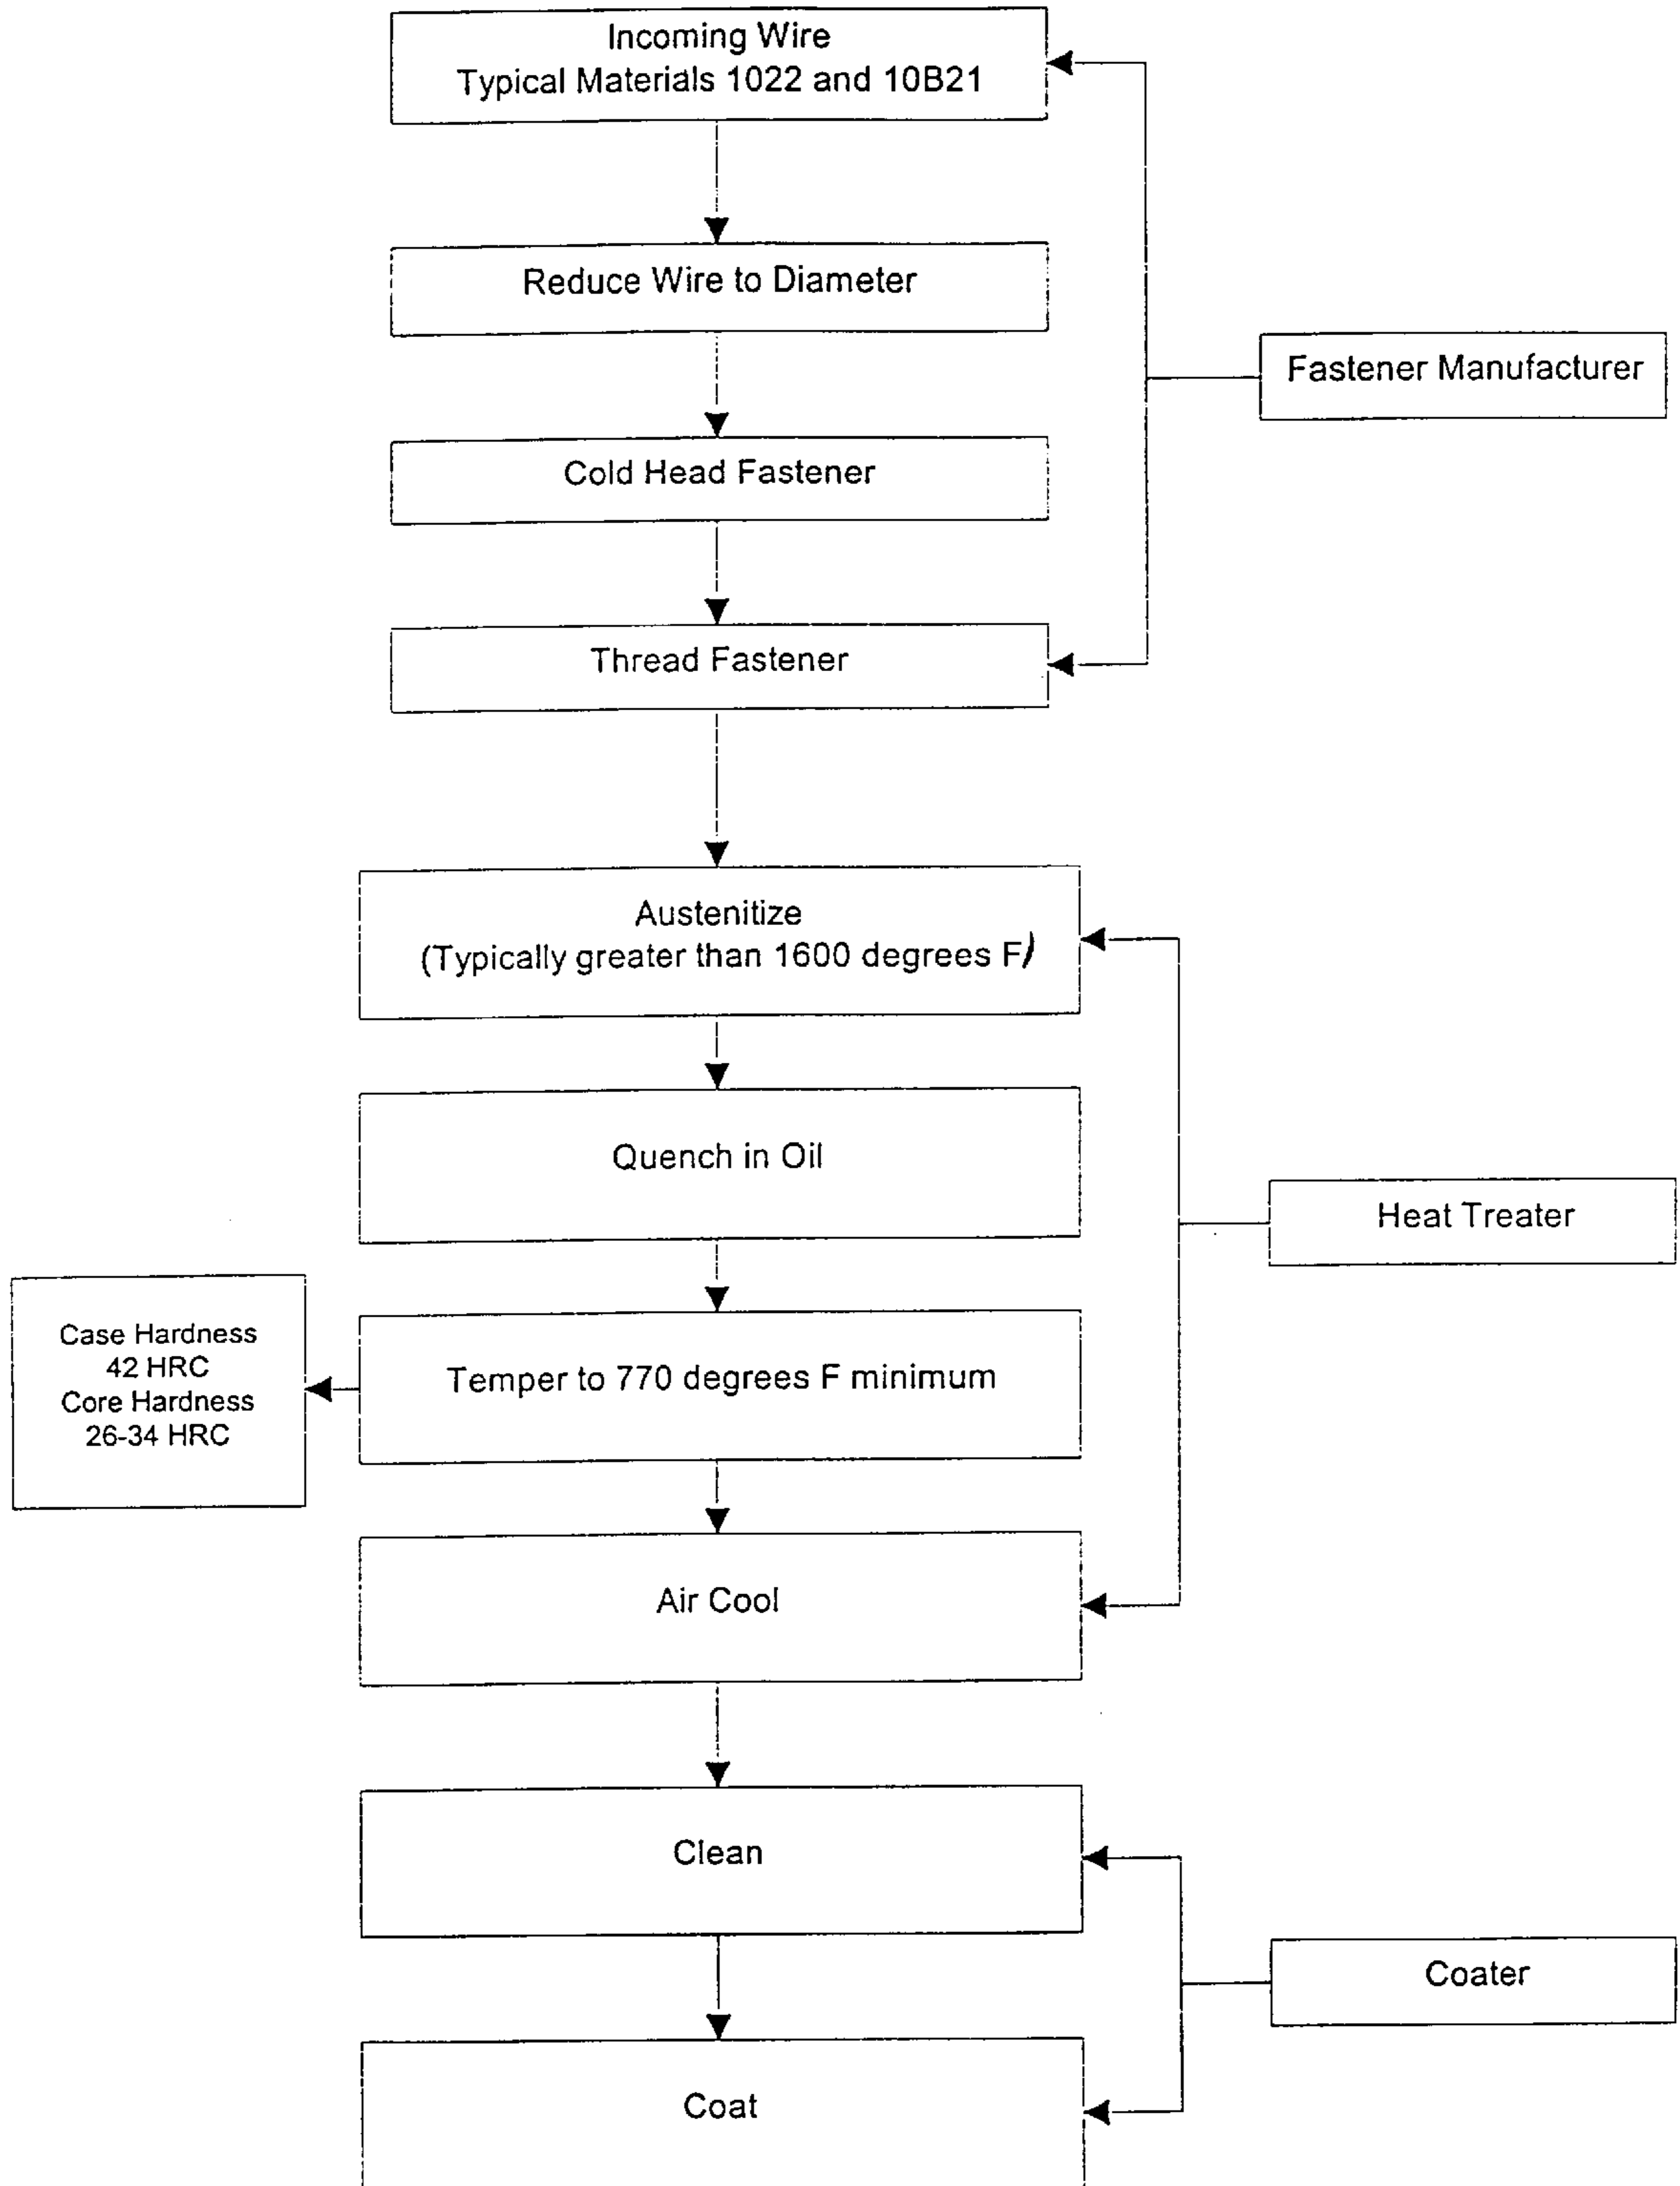 Incoming Wire
Typical Materials 1022 and 10B21
Reduce Wire to Diameter
Fastener Manufacturer
Cold Head Fastener
Thread Fastener
Austenitize
(Typically greater than 1600 degrees F)
Quench in Oil
Heat Treater
Case Hardness
42 HRC
Core Hardness
26-34 HRC
Temper to 770 degrees F minimum
Air Cool
Clean
Coater
Coat